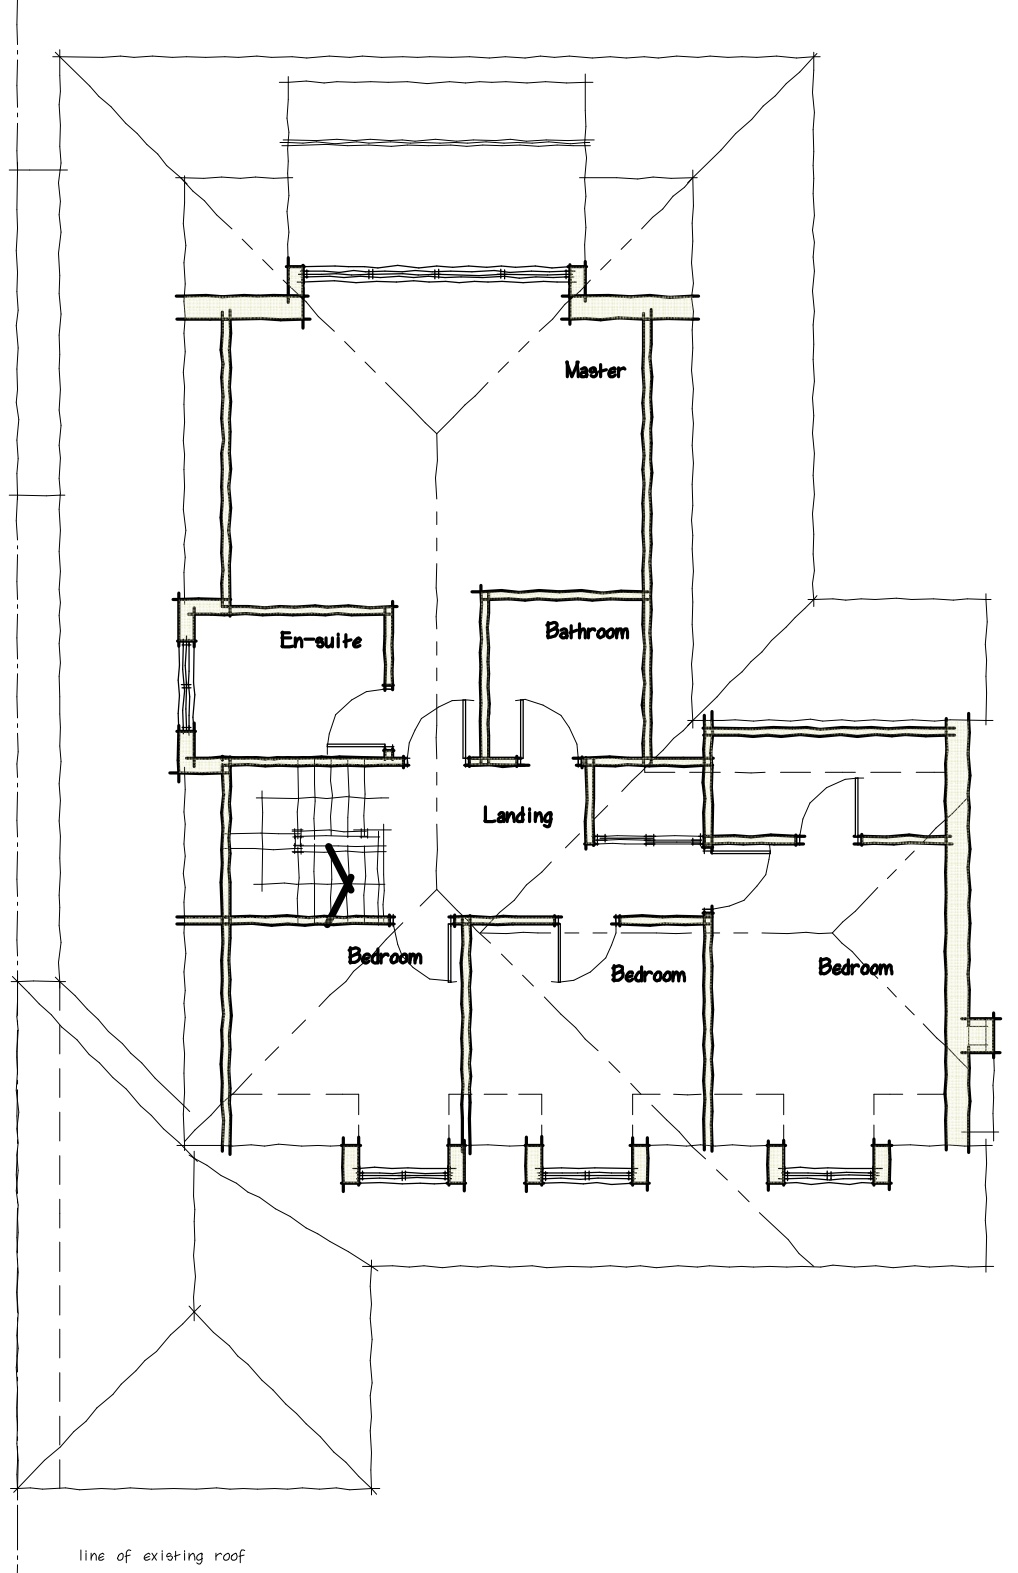 Master
En-suite
Bathroom
Landing
Bedroom
Bedroom
Bedroom
line of existing roof